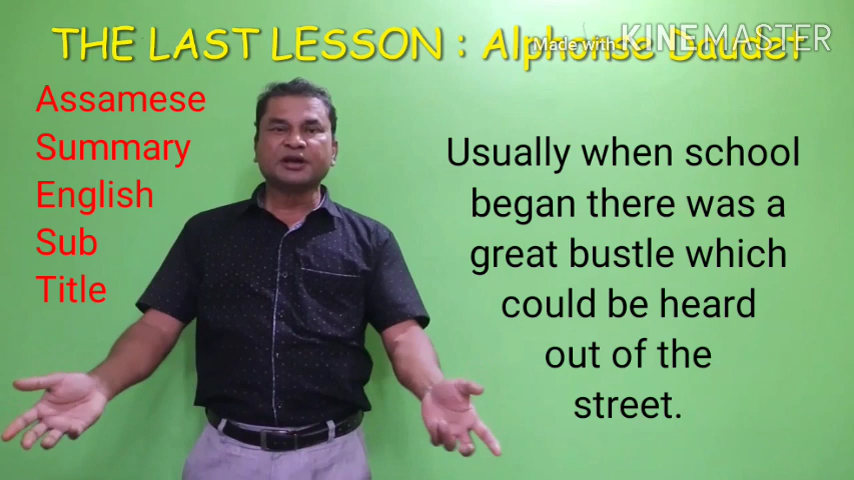 THE LAST LESSON : Alphonse Daudet
Made with KINEMASTER
Assamese
Summary
English
Sub
Title
Usually when school
began there was a
great bustle which
could be heard
out of the
street.